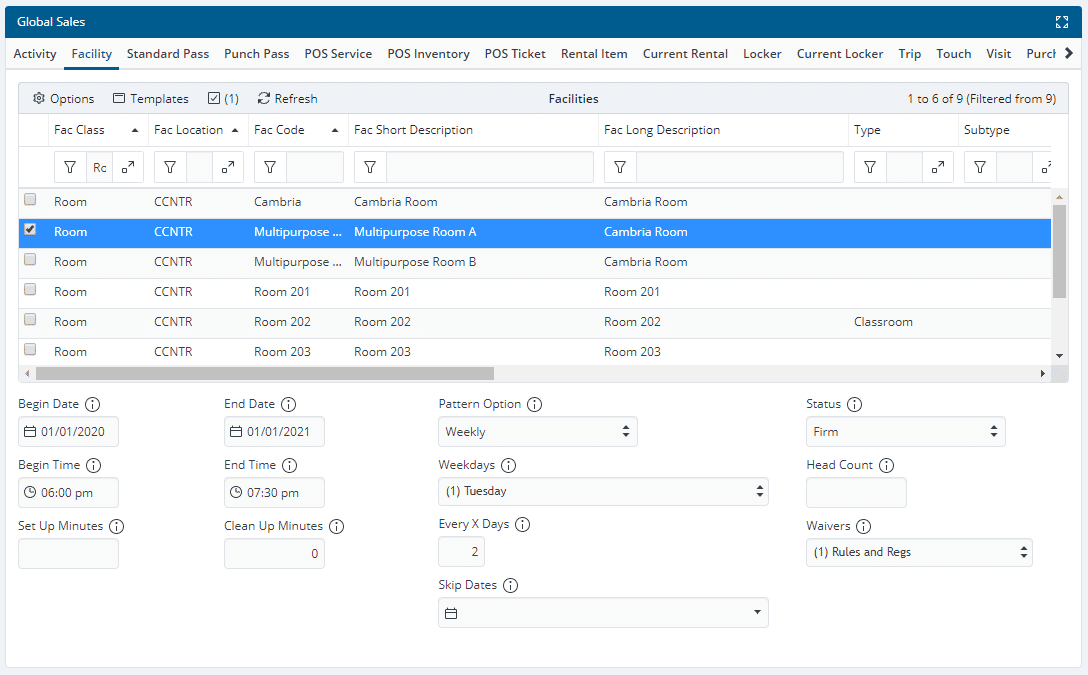 Global Sales
Activity Facility Standard Pass Punch Pass POS Service POS Inventory POS Ticket Rental Item Current Rental Locker Current Locker Trip Touch Visit Purch
Options Templates (1) Refresh Facilities 1 to 6 of 9 (Filtered from 9)
Fac Class Fac Location Fac Code Fac Short Description Fac Long Description Type Subtype
Ro
Room CCNTR Cambria Cambria Room Cambria Room
Room CCNTR Multipurpose ... Multipurpose Room A Cambria Room
Room CCNTR Multipurpose ... Multipurpose Room B Cambria Room
Room CCNTR Room 201 Room 201 Room 201
Room CCNTR Room 202 Room 202 Room 202 Classroom
Room CCNTR Room 203 Room 203 Room 203
Begin Date End Date Pattern Option Status
01/01/2020 01/01/2021 Weekly Firm
Begin Time End Time Weekdays Head Count
06:00 pm 07:30 pm (1) Tuesday
Set Up Minutes Clean Up Minutes Every X Days Waivers
0 2 (1) Rules and Regs
Skip Dates